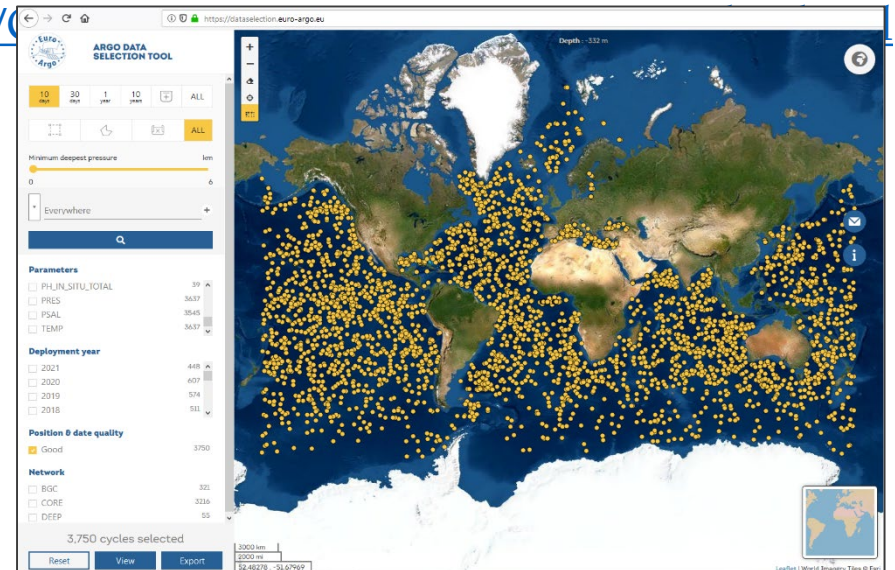 https://dataselection.euro-argo.eu
Euro-
Argo
ARGO DATA
SELECTION TOOL
10
days
30
days
1
year
10
years
ALL
ALL
Minimum deepest pressure km
0 6
Everywhere
Parameters
PH_IN_SITU_TOTAL 39
PRES 3637
PSAL 3545
TEMP 3637
Deployment year
2021 448
2020 607
2019 574
2018 511
Position & date quality
Good 3750
Network
BGC 321
CORE 3216
DEEP 53
3,750 cycles selected
Reset View Export
Depth : -332 m
3000 km
2000 mi
52.48278 , -51.67969
Leaflet | World Imagery Tiles © Esri